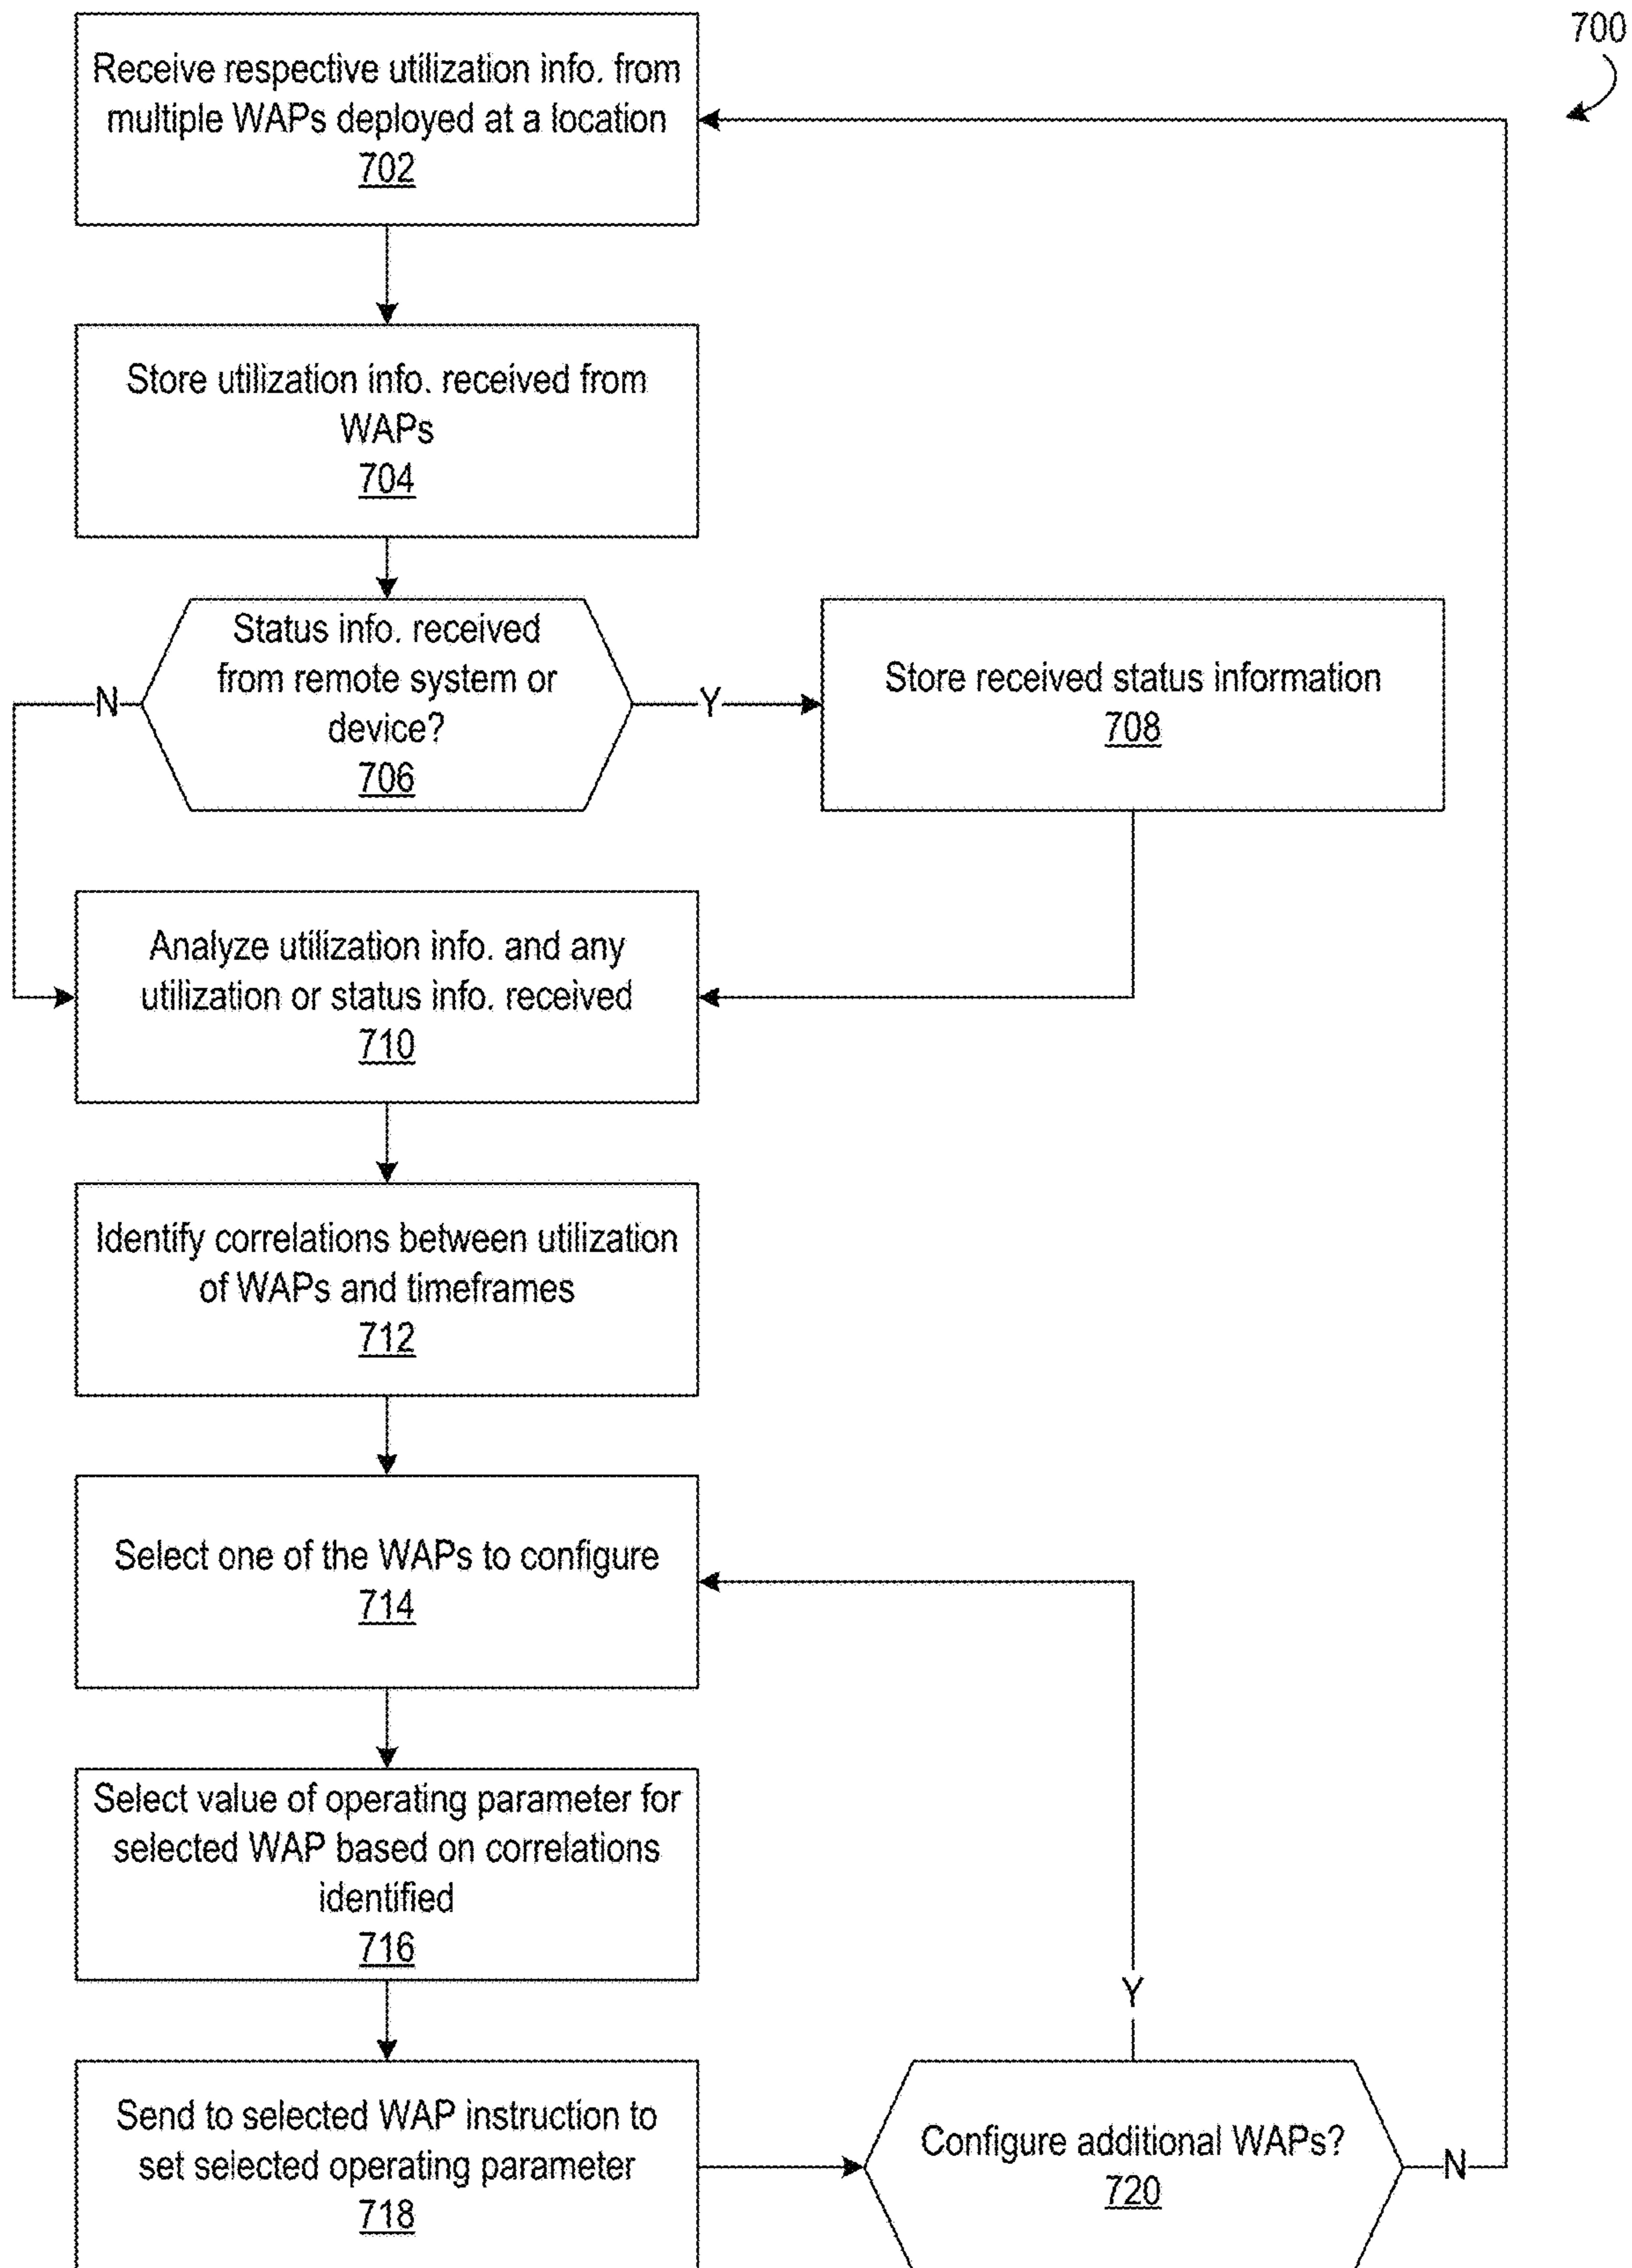 700
Receive respective utilization info. from
multiple WAPs deployed at a location
702
Store utilization info. received from
WAPs
704
Status info. received
from remote system or
device?
706
N
Y
Store received status information
708
Analyze utilization info. and any
utilization or status info. received
710
Identify correlations between utilization
of WAPs and timeframes
712
Select one of the WAPs to configure
714
Select value of operating parameter for
selected WAP based on correlations
identified
716
Y
Send to selected WAP instruction to
set selected operating parameter
718
Configure additional WAPs?
720
N